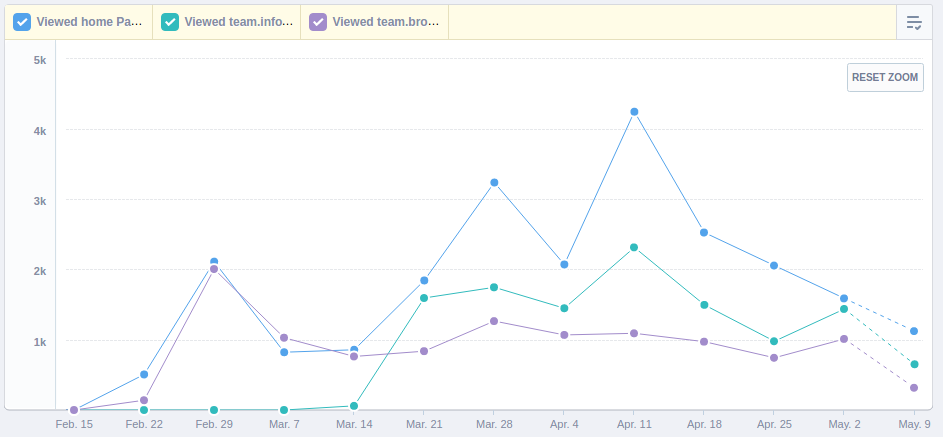 Viewed home Pa... Viewed team.info... Viewed team.bro...
RESET ZOOM
5k
4k
3k
2k
1k
Feb. 15 Feb. 22 Feb. 29 Mar. 7 Mar. 14 Mar. 21 Mar. 28 Apr. 4 Apr. 11 Apr. 18 Apr. 25 May. 2 May. 9